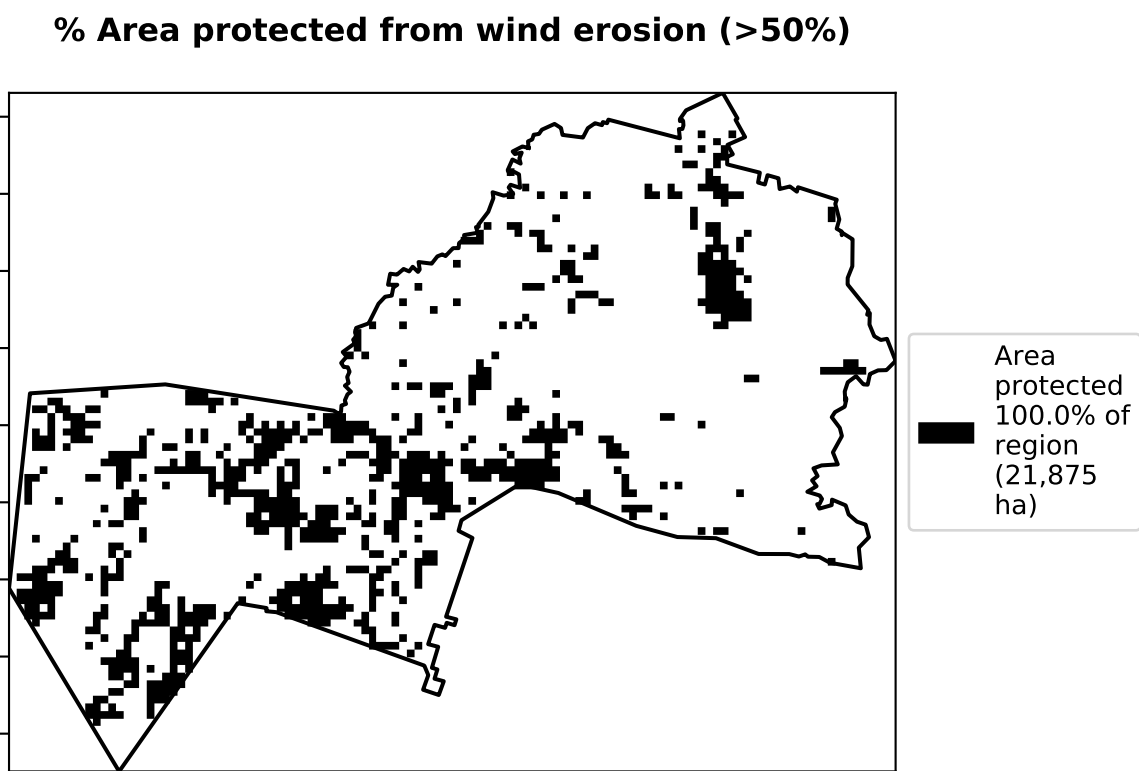 % Area protected from wind erosion (>50%)
Area
protected
100.0% of
region
(21,875
ha)